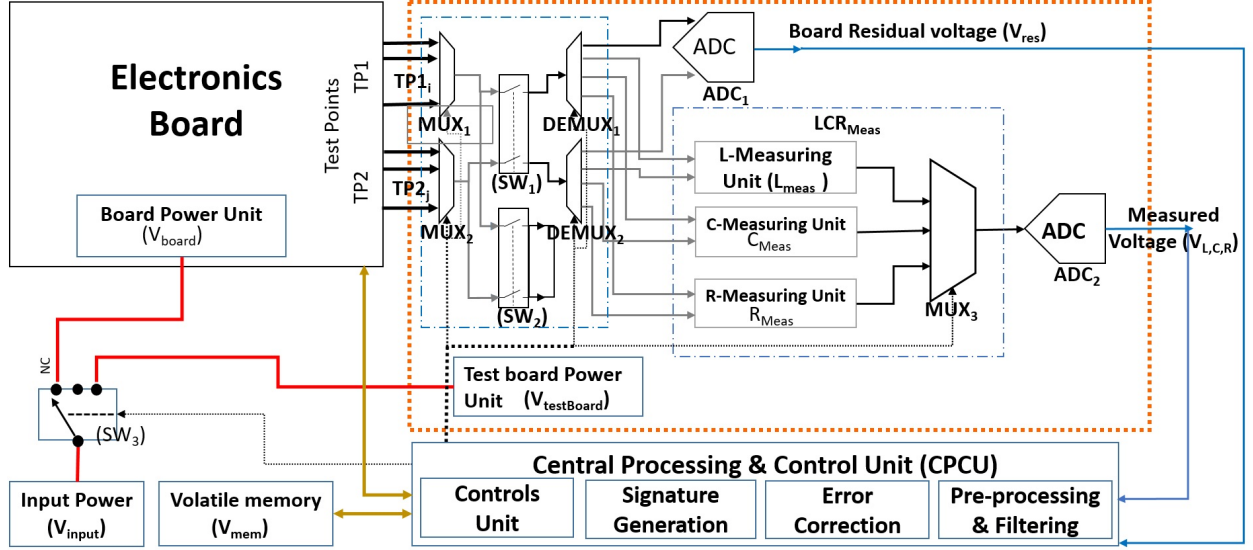 Electronics
Board
Test Points
TP1
TP2
TP1i
TP2j
MUX1
MUX2
(SW1)
(SW2)
DEMUX1
DEMUX2
ADC
ADC1
Board Residual voltage (Vres)
LCRMeas
L-Measuring
Unit (Lmeas )
C-Measuring Unit
CMeas
R-Measuring Unit
RMeas
MUX3
ADC
ADC2
Measured
Voltage (VL,C,R)
Board Power Unit
(Vboard)
NC
(SW3)
Test board Power
Unit (VtestBoard)
Input Power
(Vinput)
Volatile memory
(Vmem)
Central Processing & Control Unit (CPCU)
Controls
Unit
Signature
Generation
Error
Correction
Pre-processing
& Filtering